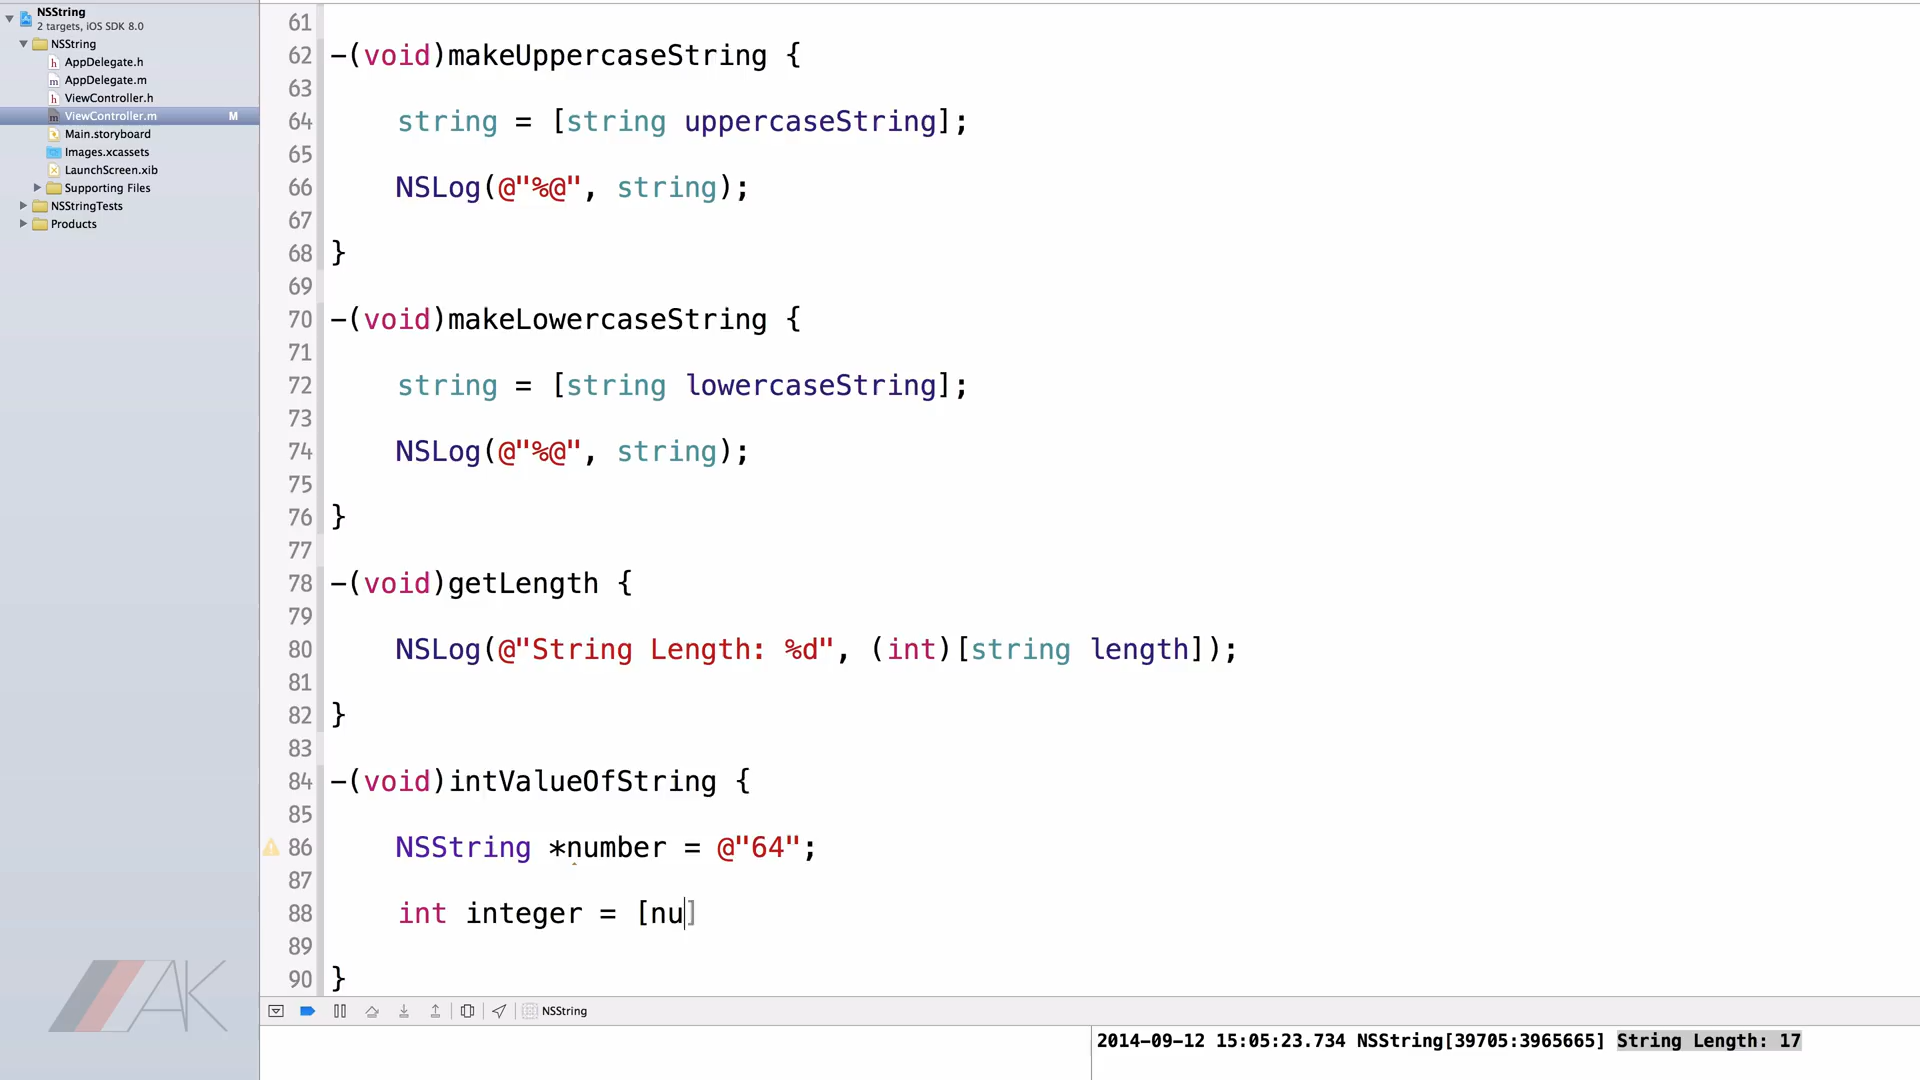 NSString
2 targets, iOS SDK 8.0
NSString
h AppDelegate.h
m AppDelegate.m
h ViewController.h
m ViewController.m M
Main.storyboard
Images.xcassets
LaunchScreen.xib
Supporting Files
NSStringTests
Products
61
62 -(void)makeUppercaseString {
63
64 string = [string uppercaseString];
65
66 NSLog(@"%@", string);
67
68 }
69
70 -(void)makeLowercaseString {
71
72 string = [string lowercaseString];
73
74 NSLog(@"%@", string);
75
76 }
77
78 -(void)getLength {
79
80 NSLog(@"String Length: %d", (int)[string length]);
81
82 }
83
84 -(void)intValueOfString {
85
86 NSString *number = @"64";
87
88 int integer = [nu]
89
90 }
AK
NSString
2014-09-12 15:05:23.734 NSString[39705:3965665] String Length: 17